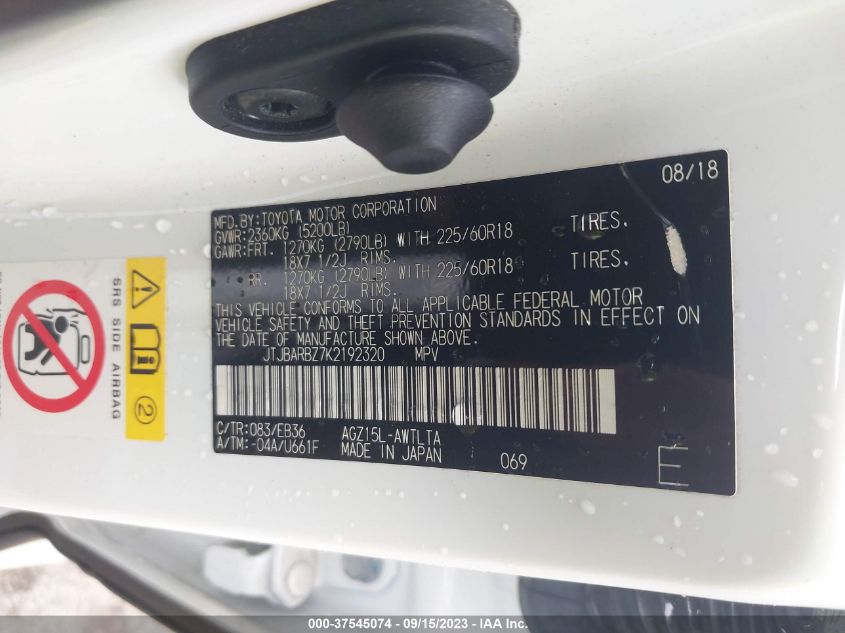 08/18
MFD.BY:TOYOTA MOTOR CORPORATION
GVWR:2360KG (5200LB)
GAWR:FRT. 1270KG (2790LB) WITH 225/60R18 TIRES.
18X7 1/2J RIMS.
RR. 1270KG (2790LB) WITH 225/60R18 TIRES.
18X7 1/2J RIMS.
THIS VEHICLE CONFORMS TO ALL APPLICABLE FEDERAL MOTOR
VEHICLE SAFETY AND THEFT PREVENTION STANDARDS IN EFFECT ON
THE DATE OF MANUFACTURE SHOWN ABOVE.
JTJBARBZ7K2192320 MPV
C/TR:083/EB36 AGZ15L-AWTLTA
A/TM:-04A/U661F MADE IN JAPAN 069
E
SRS SIDE AIRBAG
2
000-37545074 - 09/15/2023 - IAA Inc.